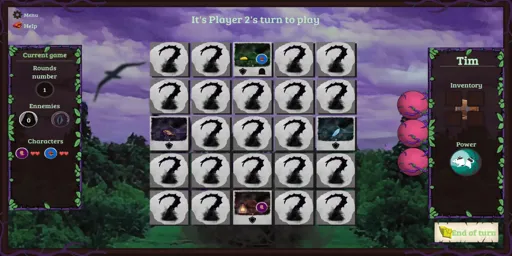 Menu
It's Player 2's turn to play
Help
Current game
Rounds
number
1
Ennemies
0
0
Characters
Tim
Inventory
Power
End of turn